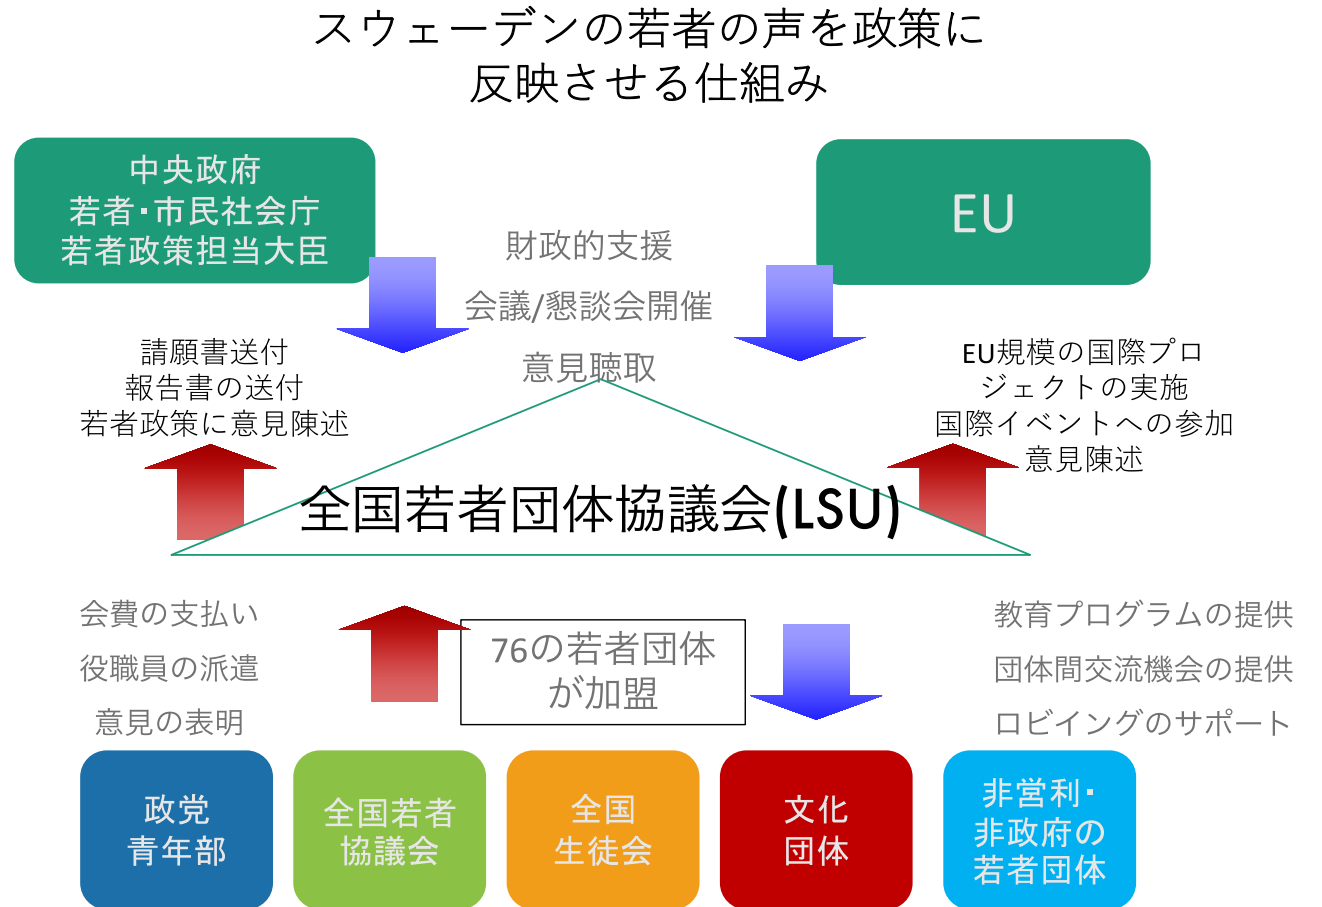 スウェーデンの若者の声を政策に
反映させる仕組み
中央政府
若者・市民社会庁
若者政策担当大臣
EU
財政的支援
会議/懇談会開催
意見聴取
請願書送付
報告書の送付
若者政策に意見陳述
EU規模の国際プロ
ジェクトの実施
国際イベントへの参加
意見陳述
全国若者団体協議会(LSU)
会費の支払い
役職員の派遣
意見の表明
76の若者団体
が加盟
教育プログラムの提供
団体間交流機会の提供
ロビイングのサポート
政党
青年部
全国若者
協議会
全国
生徒会
文化
団体
非営利・
非政府の
若者団体